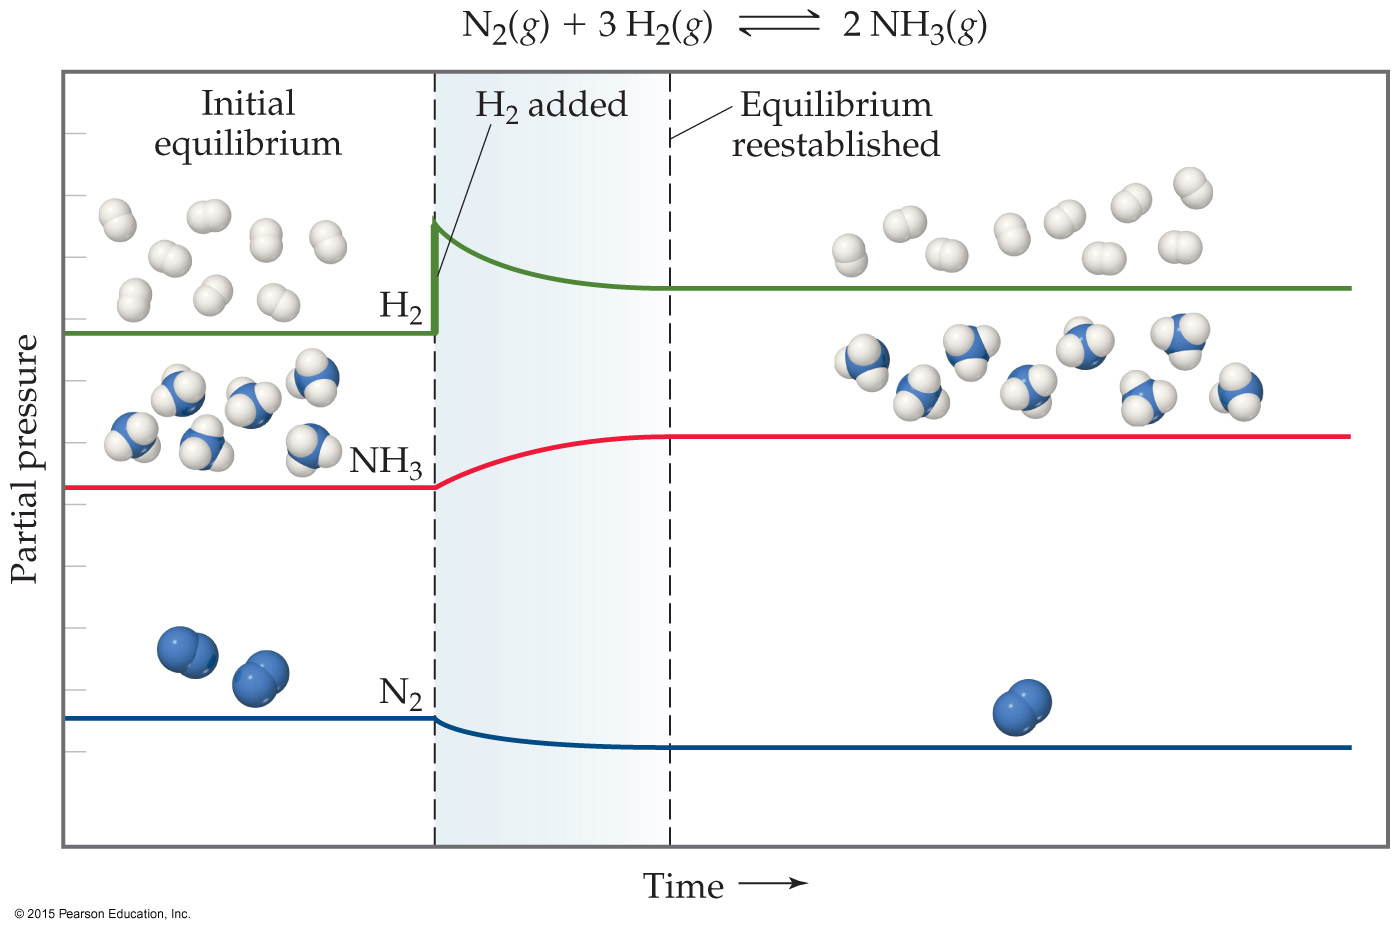 N₂(g) + 3 H₂(g) ⇌ 2 NH₃(g)
Initial
equilibrium
H₂ added
Equilibrium
reestablished
H₂
NH₃
N₂
Partial pressure
Time →
© 2015 Pearson Education, Inc.